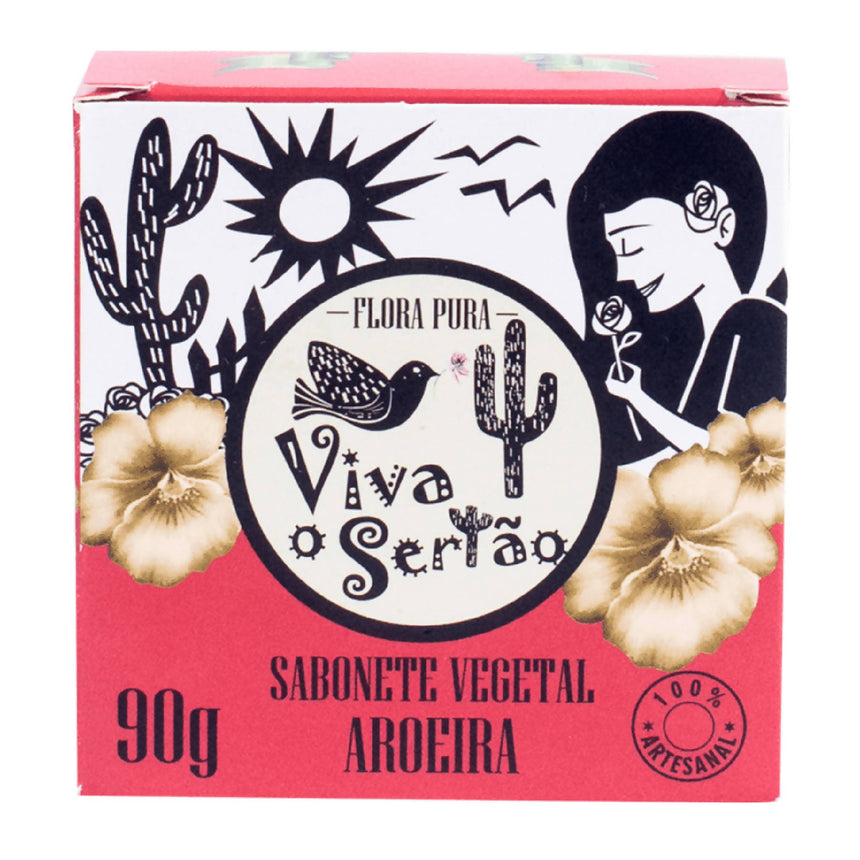 FLORA PURA
Viva
o Sertão
SABONETE VEGETAL
AROEIRA
90g
100%
ARTESANAL